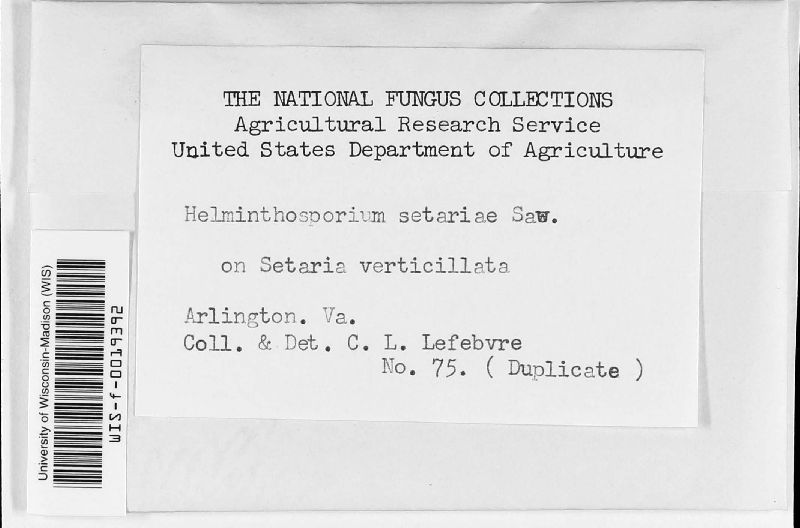 THE NATIONAL FUNGUS COLLECTIONS
Agricultural Research Service
United States Department of Agriculture
Helminthosporium setariae Saw.
on Setaria verticillata
Arlington. Va.
Coll. & Det. C. L. Lefebvre
No. 75. ( Duplicate )
University of Wisconsin-Madison (WIS)
WIS-f-0019365